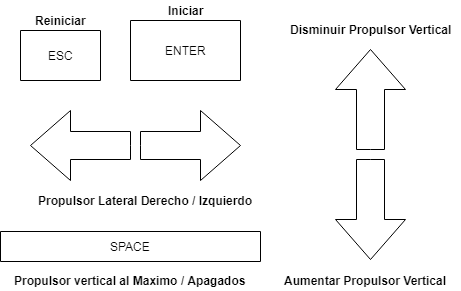 Reiniciar
ESC
Iniciar
ENTER
Disminuir Propulsor Vertical
Propulsor Lateral Derecho / Izquierdo
SPACE
Propulsor vertical al Maximo / Apagados
Aumentar Propulsor Vertical